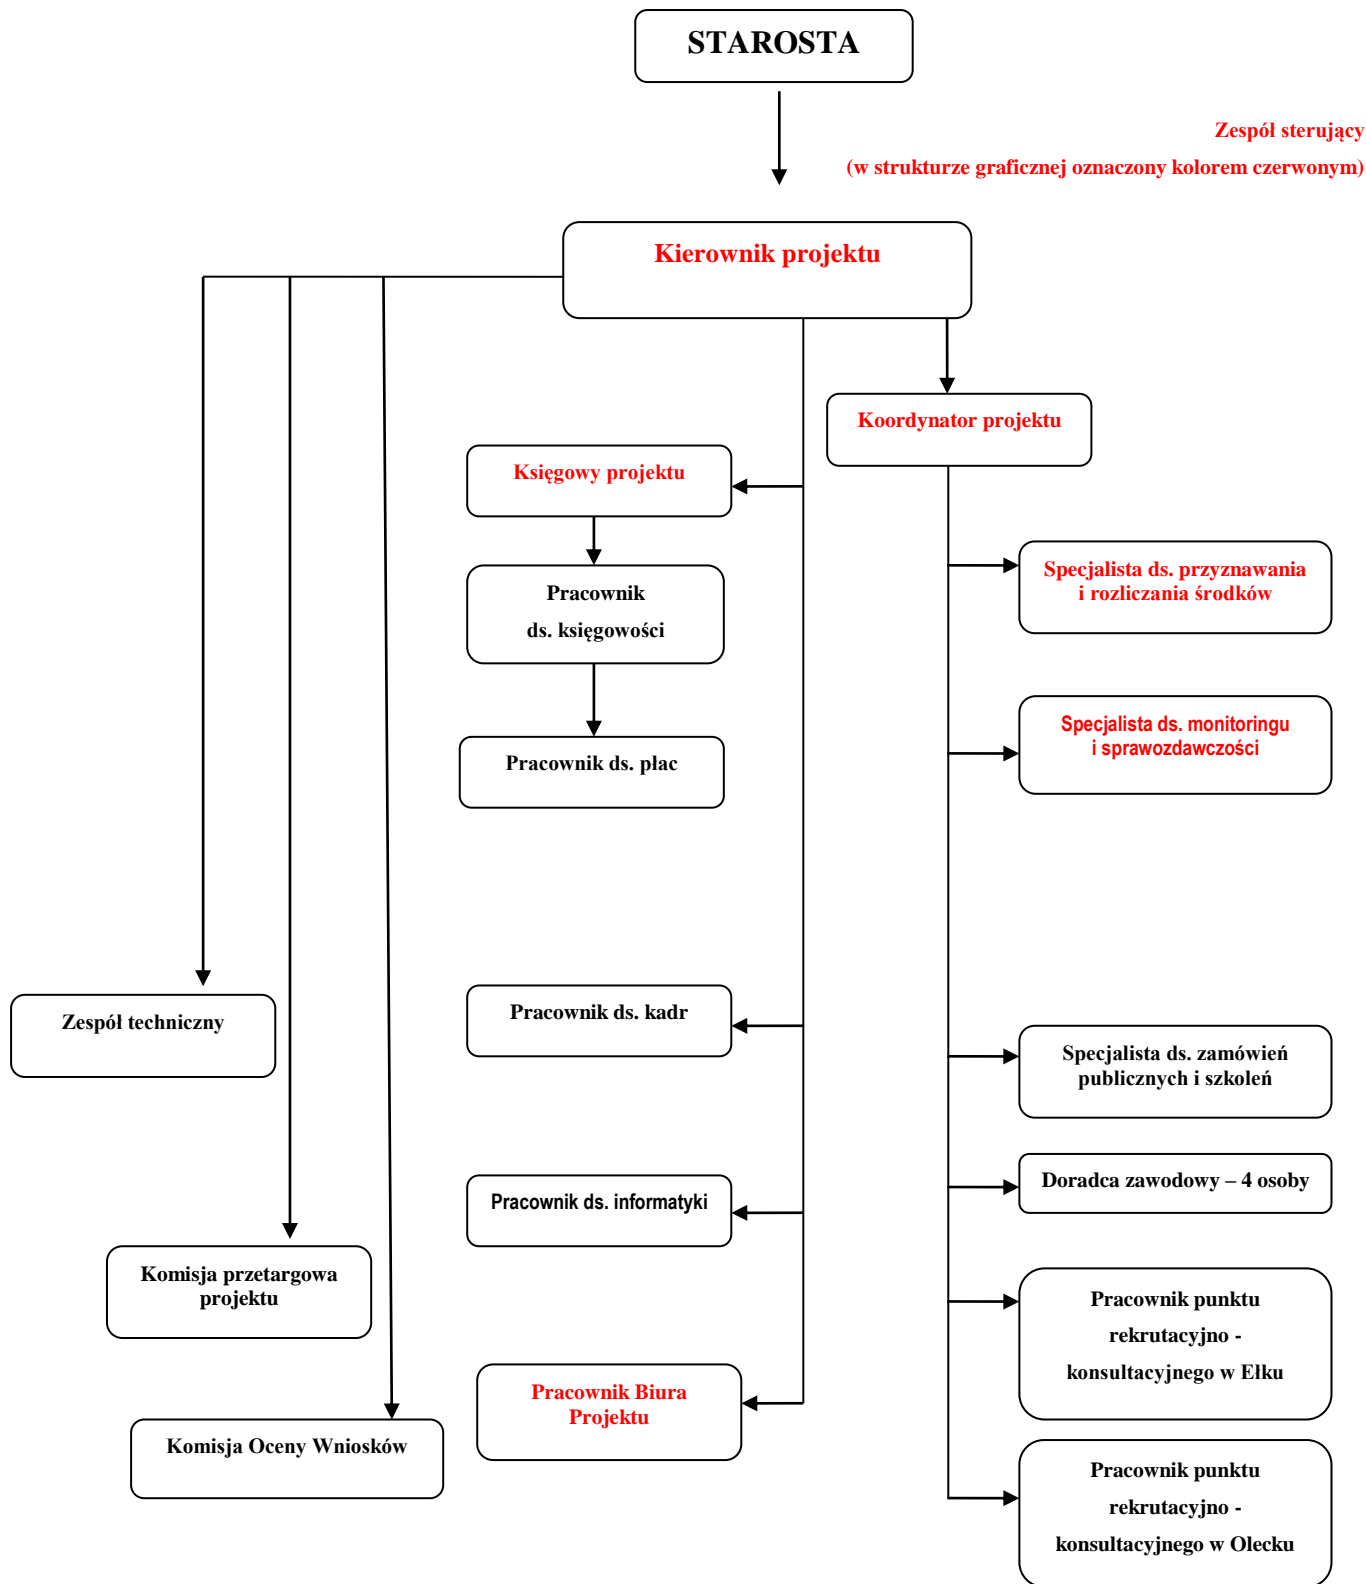 STAROSTA
Zespół sterujący
(w strukturze graficznej oznaczony kolorem czerwonym)
Kierownik projektu
Koordynator projektu
Księgowy projektu
Specjalista ds. przyznawania
i rozliczania środków
Pracownik
ds. księgowości
Specjalista ds. monitoringu
i sprawozdawczości
Pracownik ds. płac
Zespół techniczny
Pracownik ds. kadr
Specjalista ds. zamówień
publicznych i szkoleń
Doradca zawodowy – 4 osoby
Pracownik ds. informatyki
Komisja przetargowa
projektu
Pracownik punktu
rekrutacyjno -
konsultacyjnego w Ełku
Pracownik Biura
Projektu
Komisja Oceny Wniosków
Pracownik punktu
rekrutacyjno -
konsultacyjnego w Olecku